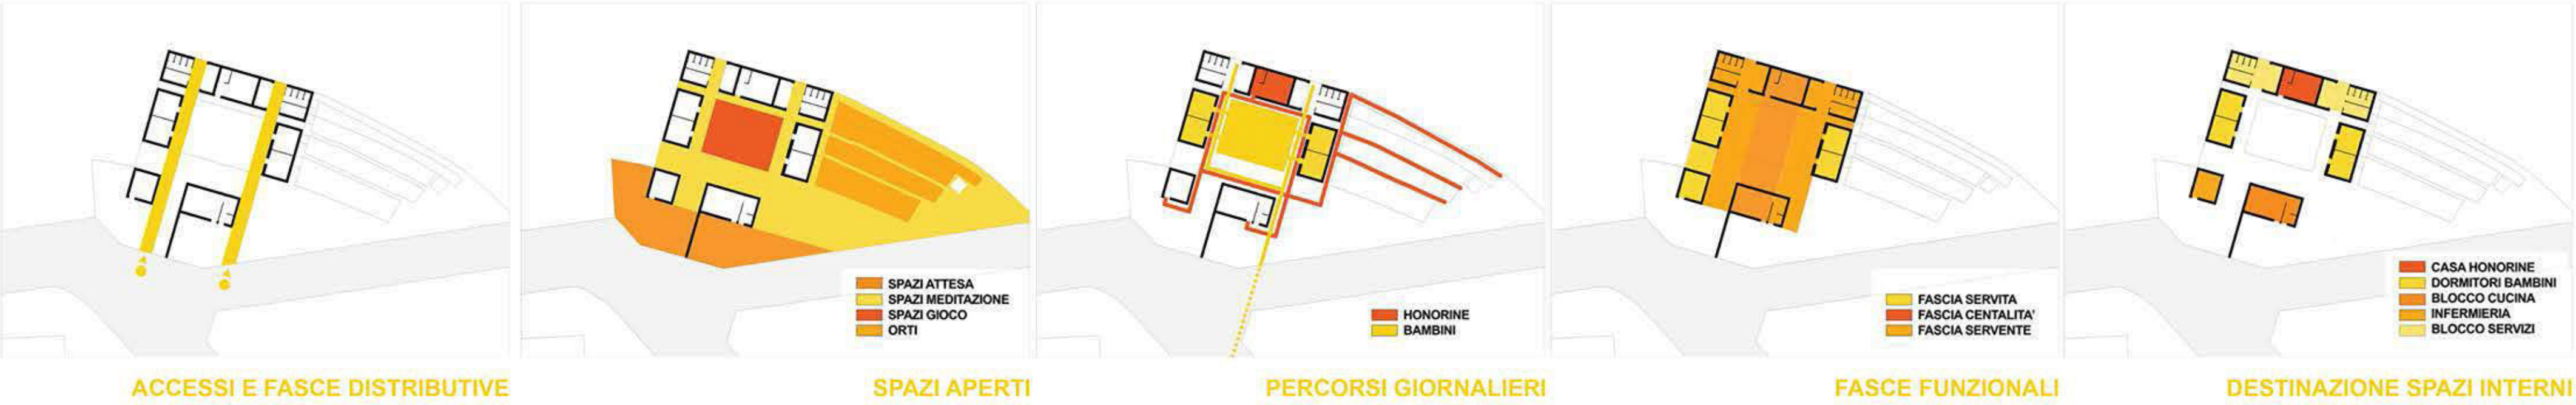 SPAZI ATTESA
SPAZI MEDITAZIONE
SPAZI GIOCO
ORTI
HONORINE
BAMBINI
FASCIA SERVITA
FASCIA CENTALITA'
FASCIA SERVENTE
CASA HONORINE
DORMITORI BAMBINI
BLOCCO CUCINA
INFERMIERIA
BLOCCO SERVIZI
ACCESSI E FASCE DISTRIBUTIVE
SPAZI APERTI
PERCORSI GIORNALIERI
FASCE FUNZIONALI
DESTINAZIONE SPAZI INTERNI